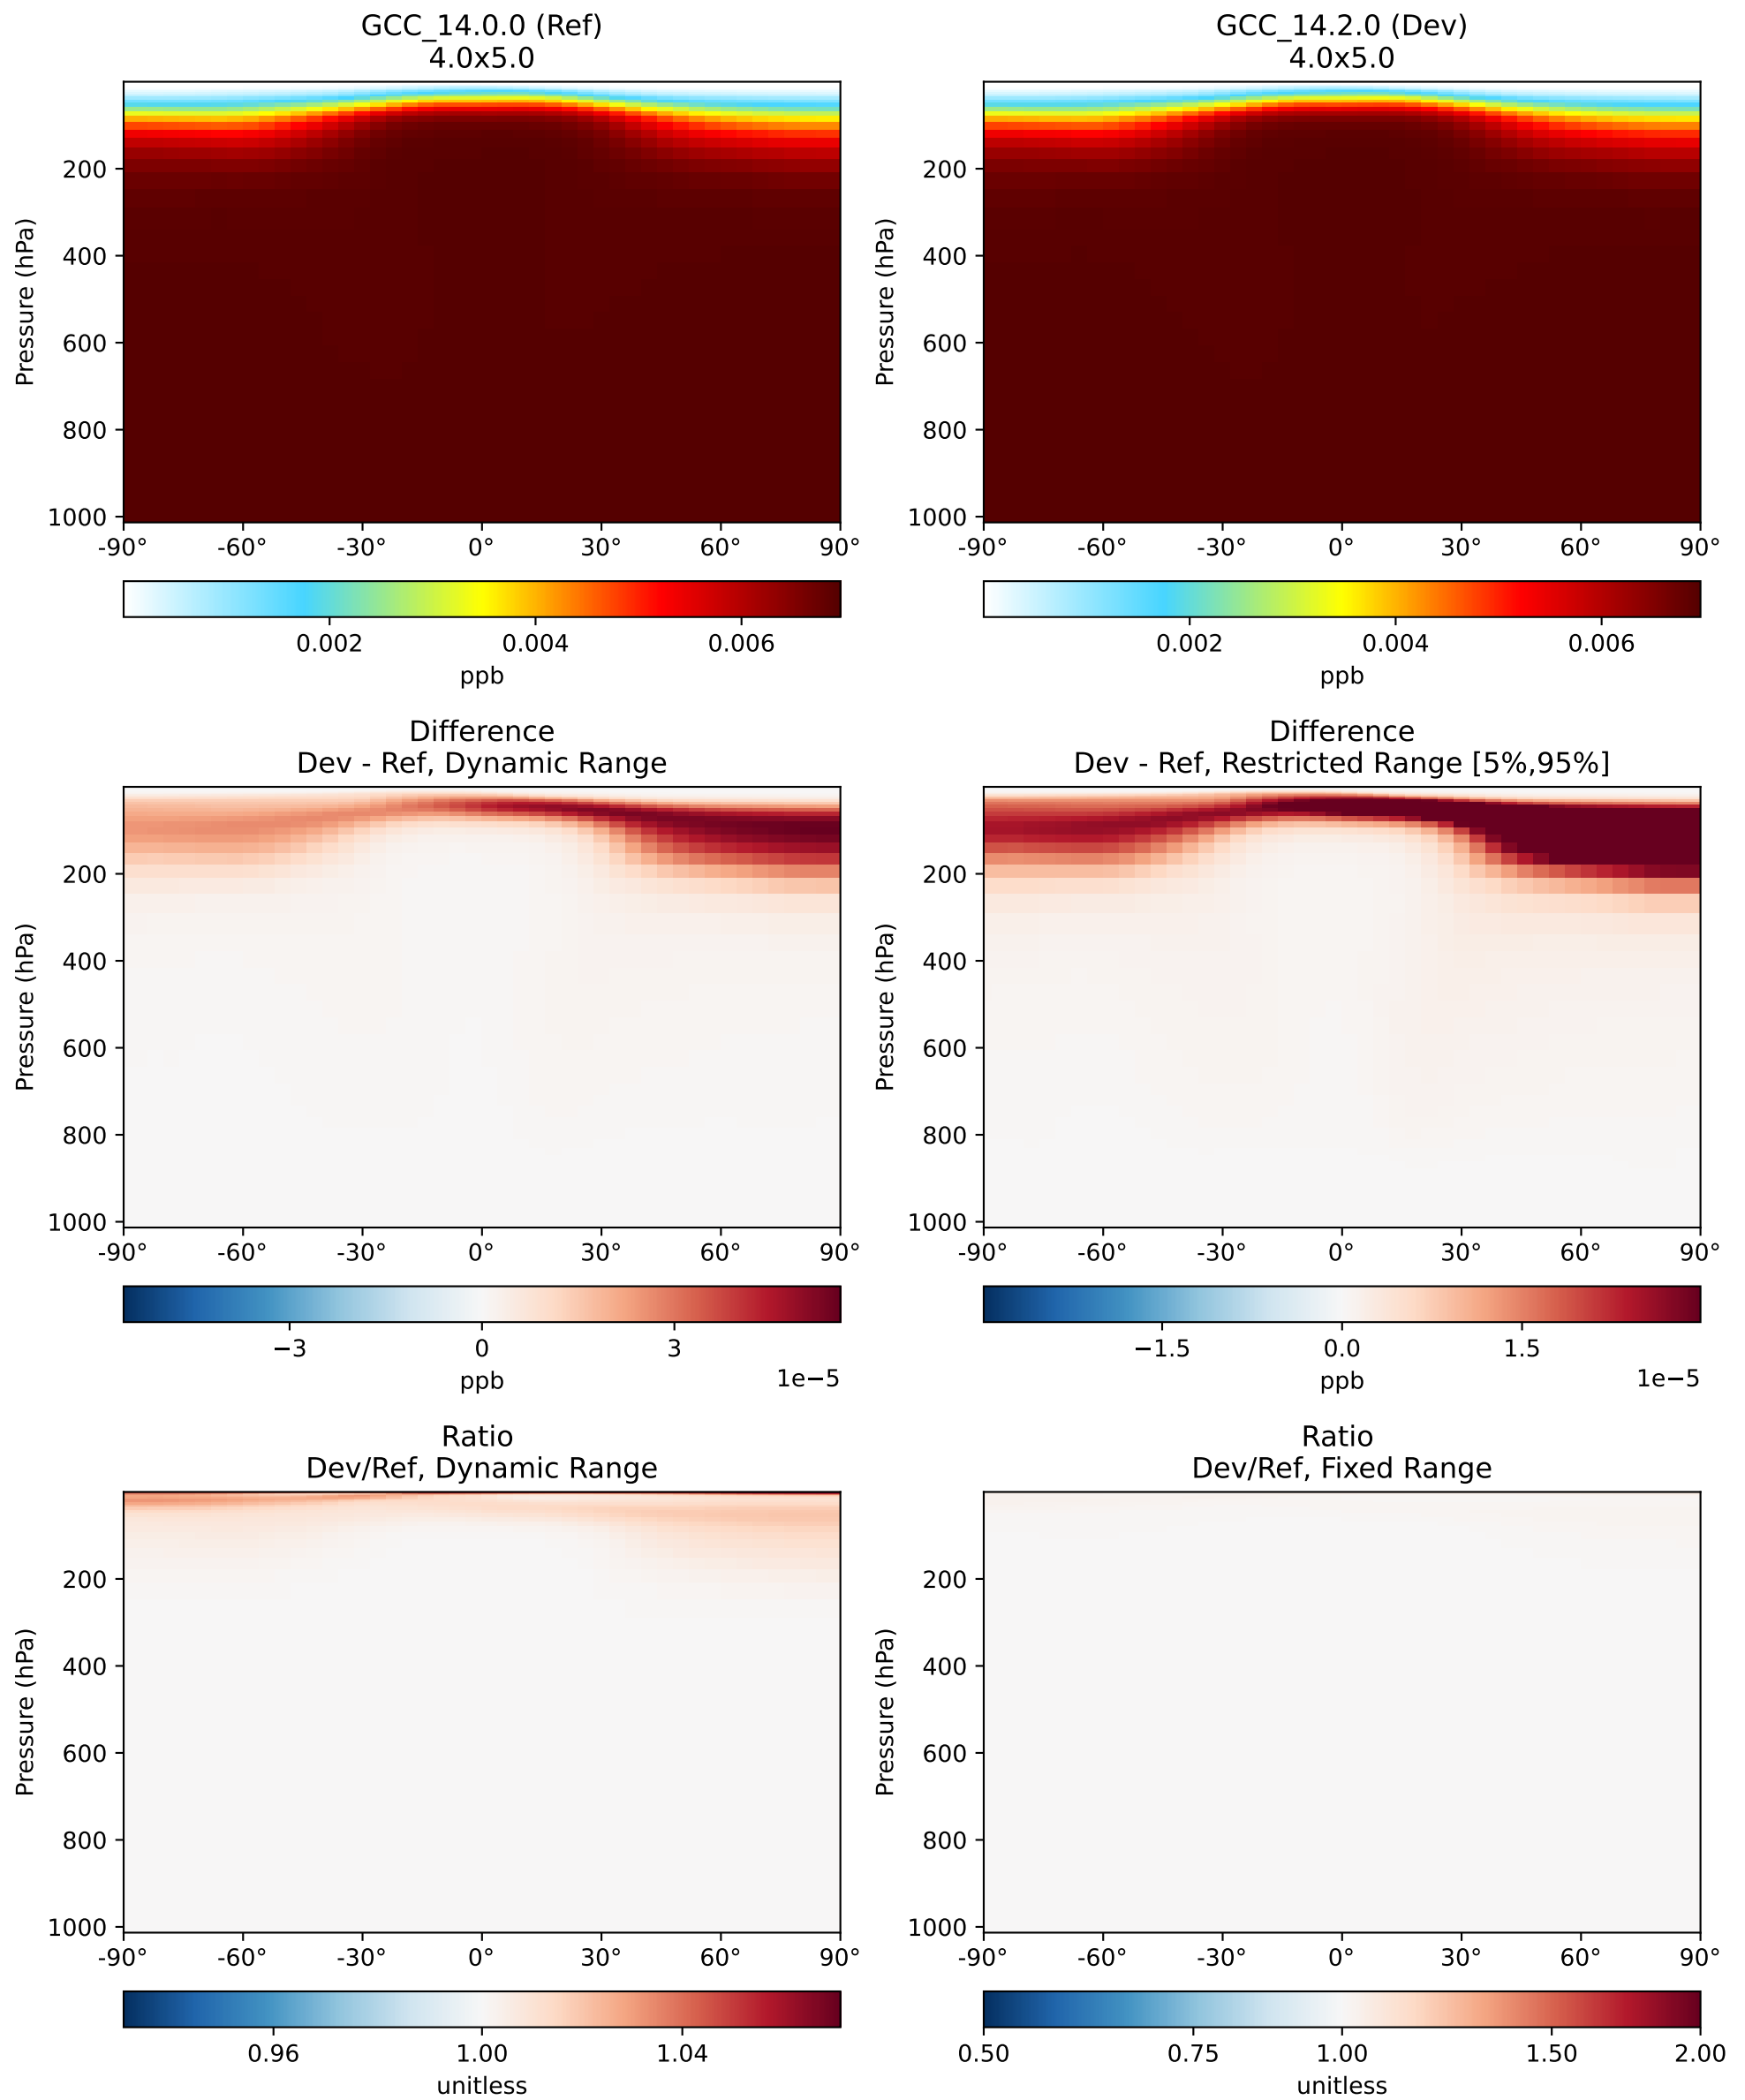 GCC_14.0.0 (Ref)
4.0x5.0
Pressure (hPa)
200
400
600
800
1000
-90° -60° -30° 0° 30° 60° 90°
0.002 0.004 0.006
ppb
GCC_14.2.0 (Dev)
4.0x5.0
Pressure (hPa)
200
400
600
800
1000
-90° -60° -30° 0° 30° 60° 90°
0.002 0.004 0.006
ppb
Difference
Dev - Ref, Dynamic Range
Pressure (hPa)
200
400
600
800
1000
-90° -60° -30° 0° 30° 60° 90°
−3 0 3
ppb 1e−5
Difference
Dev - Ref, Restricted Range [5%,95%]
Pressure (hPa)
200
400
600
800
1000
-90° -60° -30° 0° 30° 60° 90°
−1.5 0.0 1.5
ppb 1e−5
Ratio
Dev/Ref, Dynamic Range
Pressure (hPa)
200
400
600
800
1000
-90° -60° -30° 0° 30° 60° 90°
0.96 1.00 1.04
unitless
Ratio
Dev/Ref, Fixed Range
Pressure (hPa)
200
400
600
800
1000
-90° -60° -30° 0° 30° 60° 90°
0.50 0.75 1.00 1.50 2.00
unitless